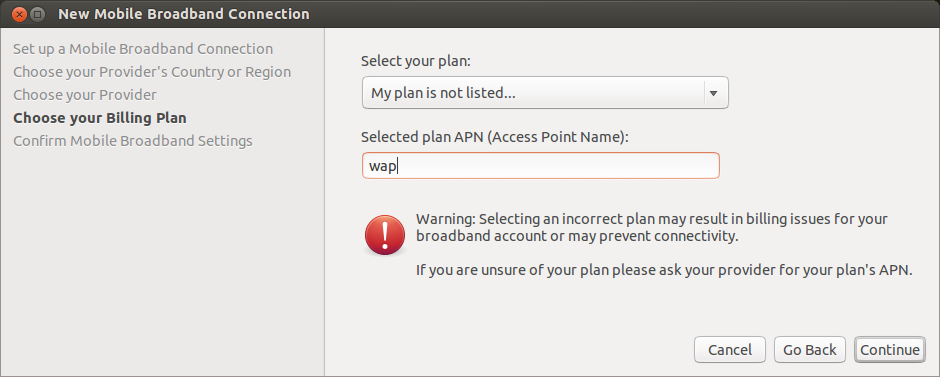 New Mobile Broadband Connection
Set up a Mobile Broadband Connection
Choose your Provider's Country or Region
Choose your Provider
Choose your Billing Plan
Confirm Mobile Broadband Settings
Select your plan:
My plan is not listed...
Selected plan APN (Access Point Name):
wap
Warning: Selecting an incorrect plan may result in billing issues for your
broadband account or may prevent connectivity.
If you are unsure of your plan please ask your provider for your plan's APN.
Cancel
Go Back
Continue